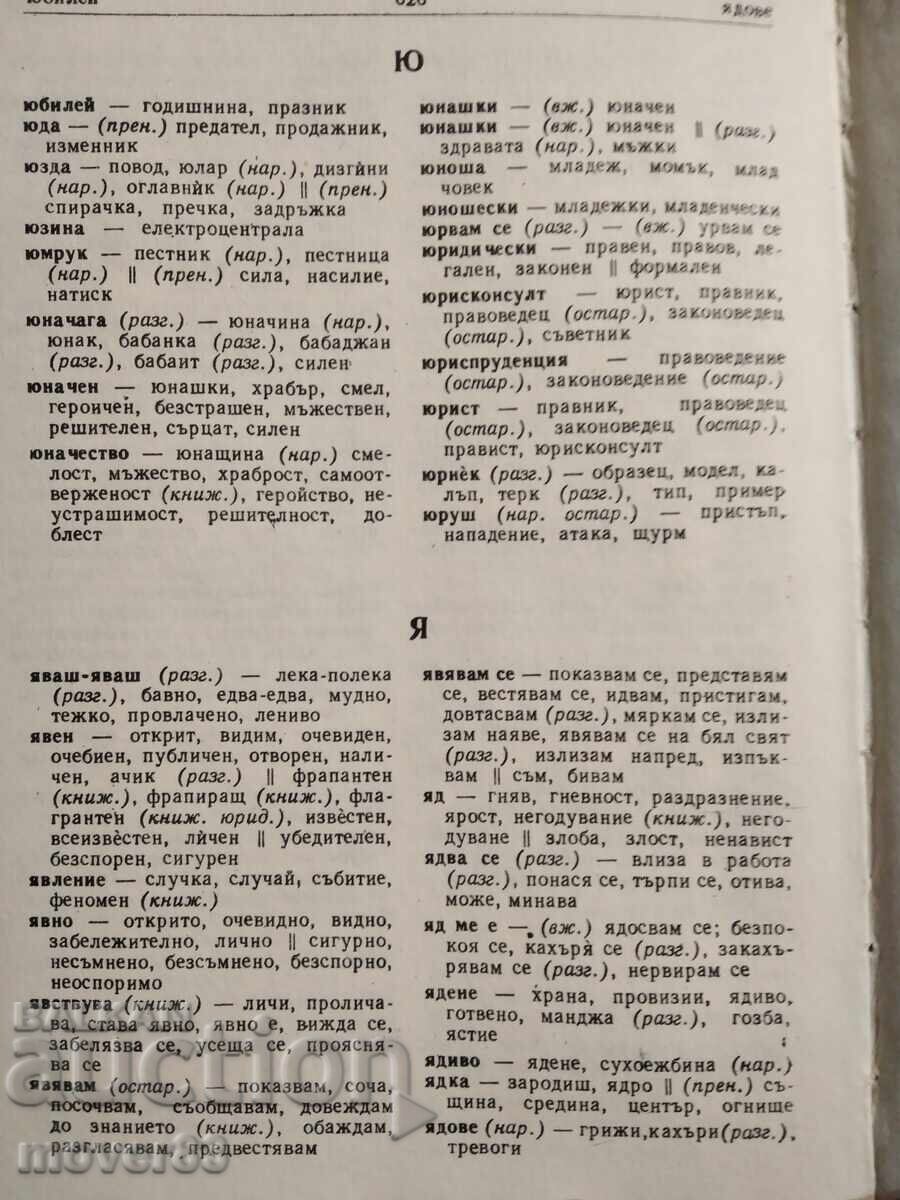 ЮБИЛЕЙ 626 ЯДОВЕ
Ю
юбилей — годишнина, празник
юда — (прен.) предател, продажник,
изменник
юзда — повод, юлар (нар.), дизгѝни
(нар.), оглавнѝк (нар.) || (прен.)
спирачка, пречка, задръжка
юзина — електроцентрала
юмрук — пестник (нар.), пестница
(нар.) || (прен.) сила, насилие,
натиск
юначага (разг.) — юначина (нар.),
юнак, бабанка (разг.), бабаджан
(разг.), бабаит (разг.), силен
юначен — юнашки, храбър, смел,
героичен, безстрашен, мъжествен,
решителен, сърцат, силен
юначество — юнащина (нар.) сме-
лост, мъжество, храброст, самоот-
верженост (книж.), геройство, не-
устрашимост, решителност, до-
блест
юнашки — (вж.) юначен
юнашки — (вж.) юначен || (разг.)
здравата (нар.), мъжки
юноша — младеж, момък, млад
човек
юношески — младежки, младенчески
юрвам се (разг.) — (вж.) урвам се
юридически — правен, правов, ле-
гален, законен || формален
юрисконсулт — юрист, правник,
правоведец (остар.), законоведец
(остар.), съветник
юриспруденция — правоведение
(остар.), законоведение (остар.)
юрист — правник, правоведец
(остар.), законоведец (остар.),
правист, юрисконсулт
юрнѐк (разг.) — образец, модел, ка-
лъп, терк (разг.), тип, пример
юруш (нар. остар.) — пристъп,
нападение, атака, щурм
Я
яваш-яваш (разг.) — лека-полека
(разг.), бавно, едва-едва, мудно,
тежко, провлачено, лениво
явен — открит, видим, очевиден,
очебиен, публичен, отворен, нали-
чен, ачик (разг.) || фрапантен
(книж.), фрапиращ (книж.), фла-
грантен (книж. юрид.), извѐстен,
всеизвѐстен, лѝчен || убедителен,
безспорен, сигурен
явление — случка, случай, събитие,
феномен (книж.)
явно — открито, очевидно, видно,
забележително, лично || сигурно,
несъмнено, безсъмнено, безспорно,
неоспоримо
явствува (книж.) — личи, пролича-
ва, става явно, явно е, вижда се,
забелязва се, усеща се, прояснa-
ва се
явявам (остар.) — показвам, соча,
посочвам, съобщавам, довеждам
до знанието (книж.), обаждам,
разгласявам, предвестявам
явявам се — показвам се, представям
се, вестявам се, идвам, пристигам,
довтасвам (разг.), мяркам се, изли-
зам наяве, явявам се на бял свят
(разг.), излизам напред, изпък-
вам || съм, бивам
яд — гняв, гневност, раздразнение,
ярост, негодувание (книж.), него-
дуване || злоба, злост, ненавист
ядва се (разг.) — влиза в работа
(разг.), понася се, търпи се, отива,
може, минава
яд ме е — (вж.) ядосвам се; безпо-
коя се, кахъря се (разг.), закахъ-
рявам се (разг.), нервирам се
ядене — храна, провизии, ядиво,
готвено, манджа (разг.), гозба,
ястие
ядиво — ядене, сухоежбина (нар.)
ядка — зародиш, ядро || (прен.) съ-
щина, средина, център, огнище
ядове (нар.) — грижи, кахъри (разг.),
тревоги
BALKAN
auction
mover68